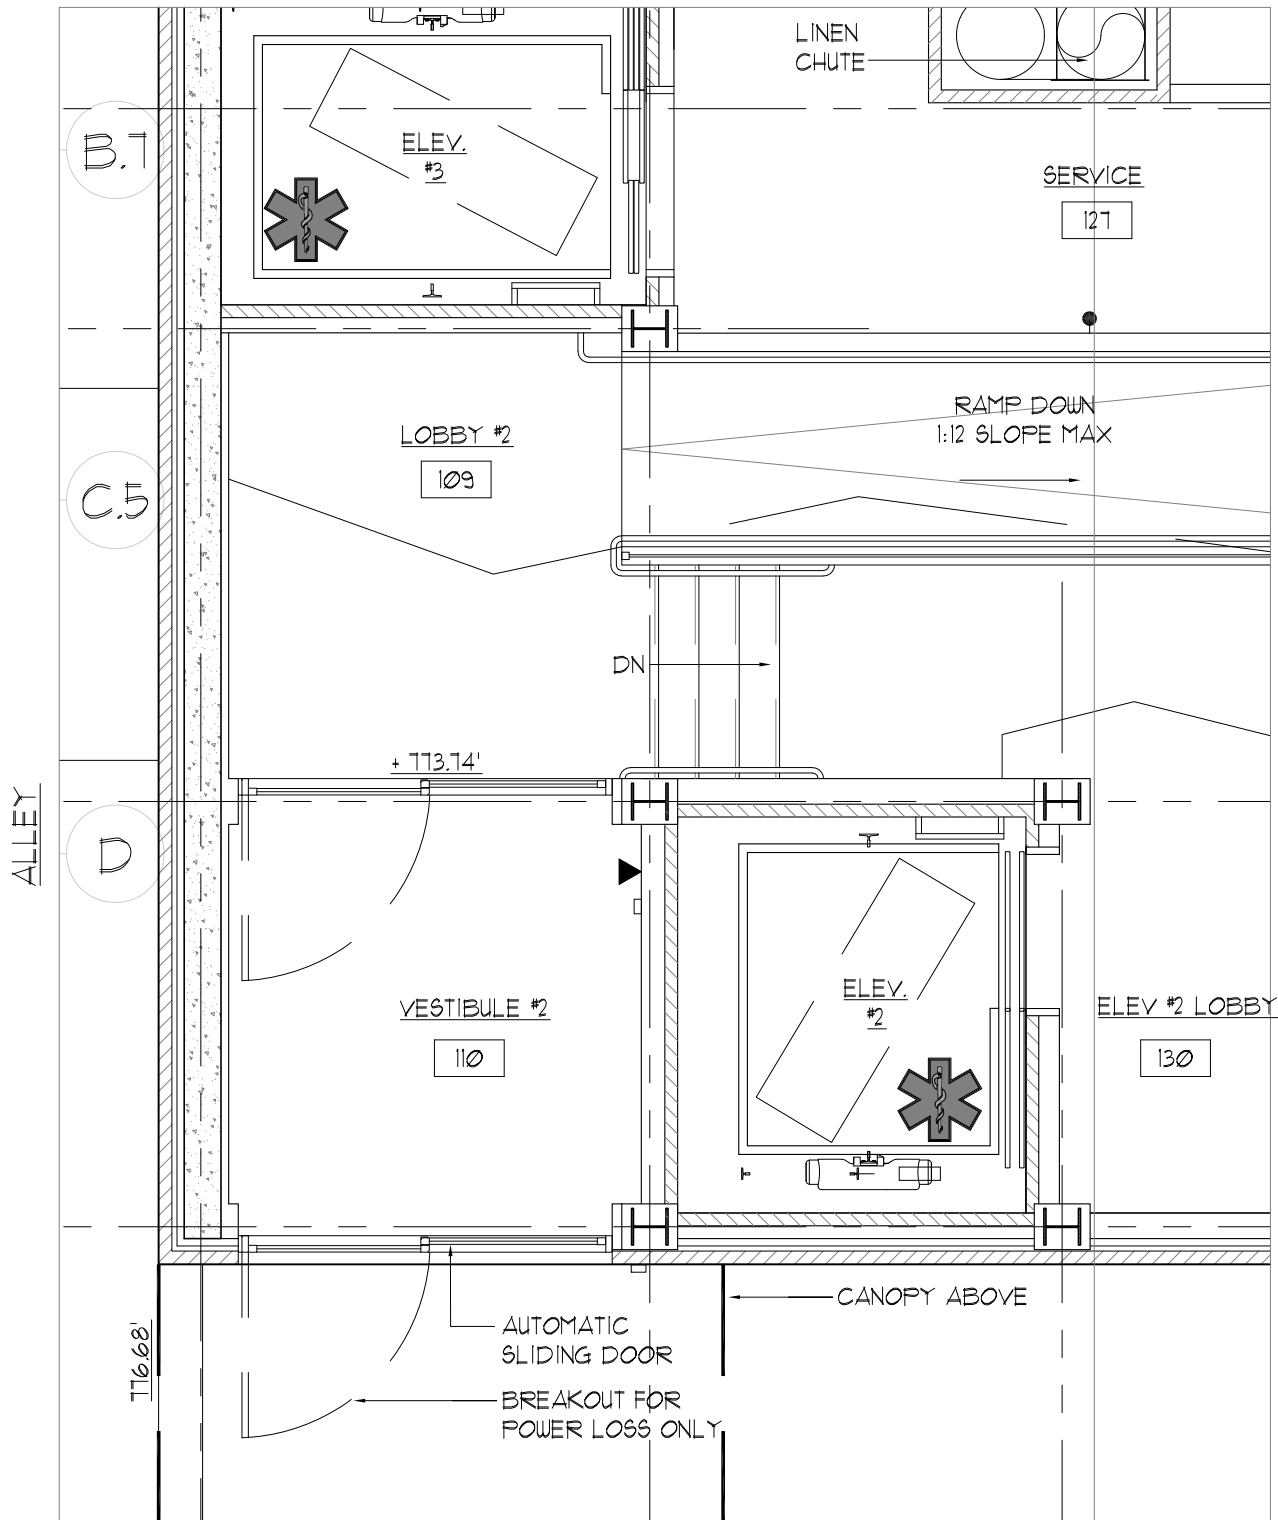 LINEN
CHUTE
B.7
ELEV.
#3
SERVICE
127
LOBBY #2
109
RAMP DOWN
1:12 SLOPE MAX
C.5
DN
+ 773.74'
ALLEY
D
VESTIBULE #2
110
ELEV.
#2
ELEV #2 LOBBY
130
CANOPY ABOVE
AUTOMATIC
SLIDING DOOR
776.68'
BREAKOUT FOR
POWER LOSS ONLY